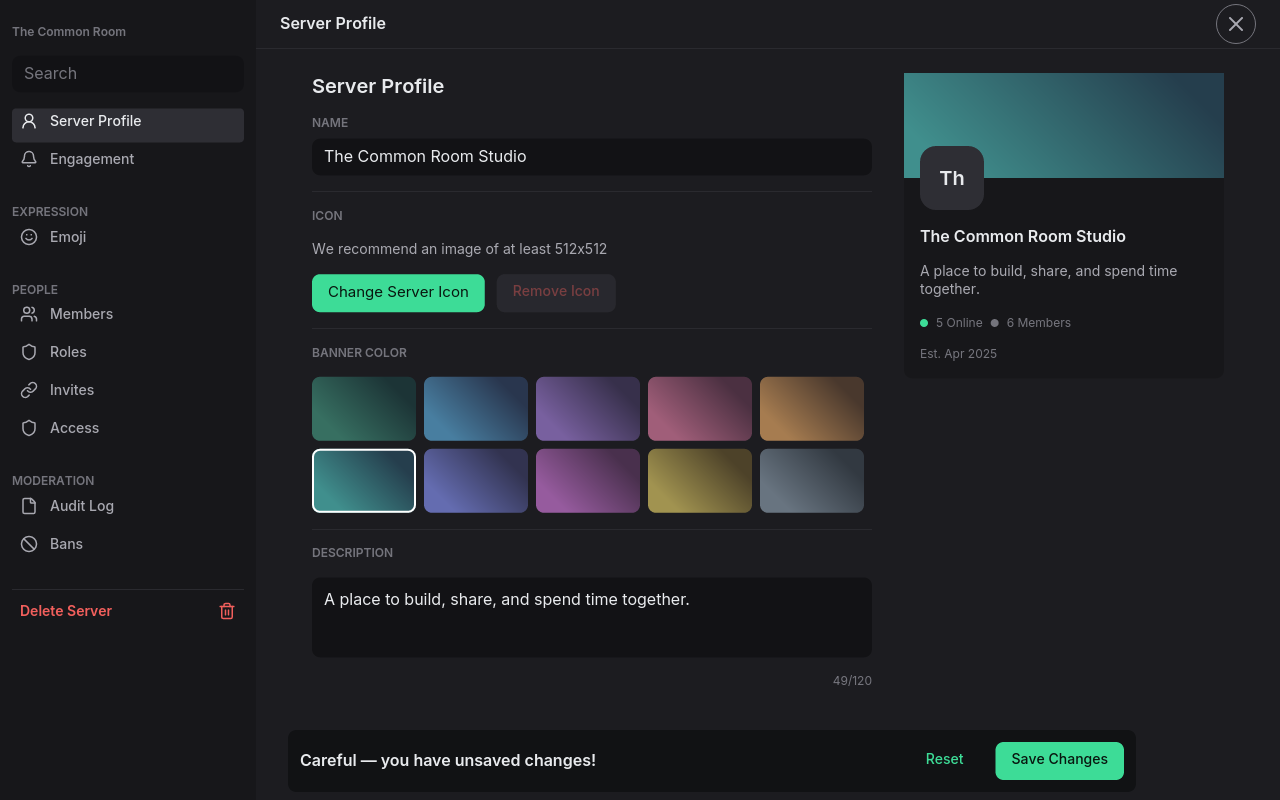 The Common Room
Search
Server Profile
Engagement
EXPRESSION
Emoji
PEOPLE
Members
Roles
Invites
Access
MODERATION
Audit Log
Bans
Delete Server
Server Profile
Server Profile
NAME
The Common Room Studio
ICON
We recommend an image of at least 512x512
Change Server Icon
Remove Icon
BANNER COLOR
DESCRIPTION
A place to build, share, and spend time together.
49/120
Th
The Common Room Studio
A place to build, share, and spend time
together.
5 Online
6 Members
Est. Apr 2025
Careful — you have unsaved changes!
Reset
Save Changes